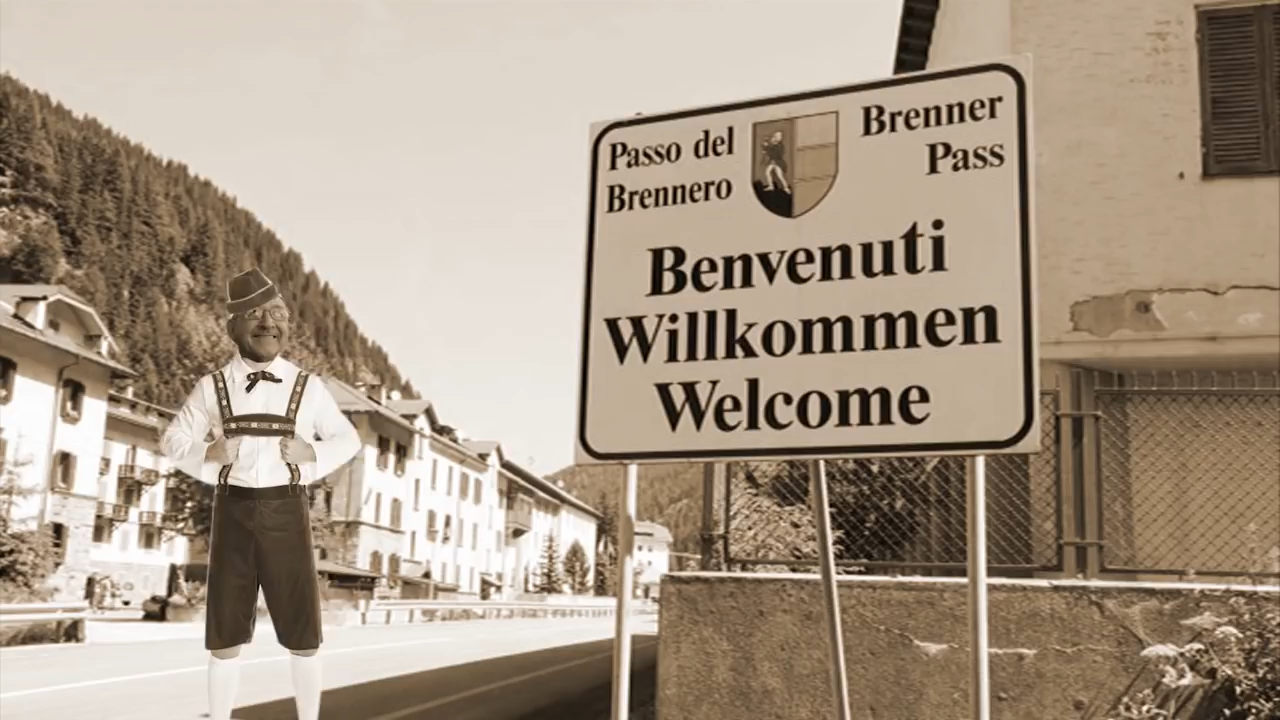 Passo del
Brennero
Brenner
Pass
Benvenuti
Willkommen
Welcome